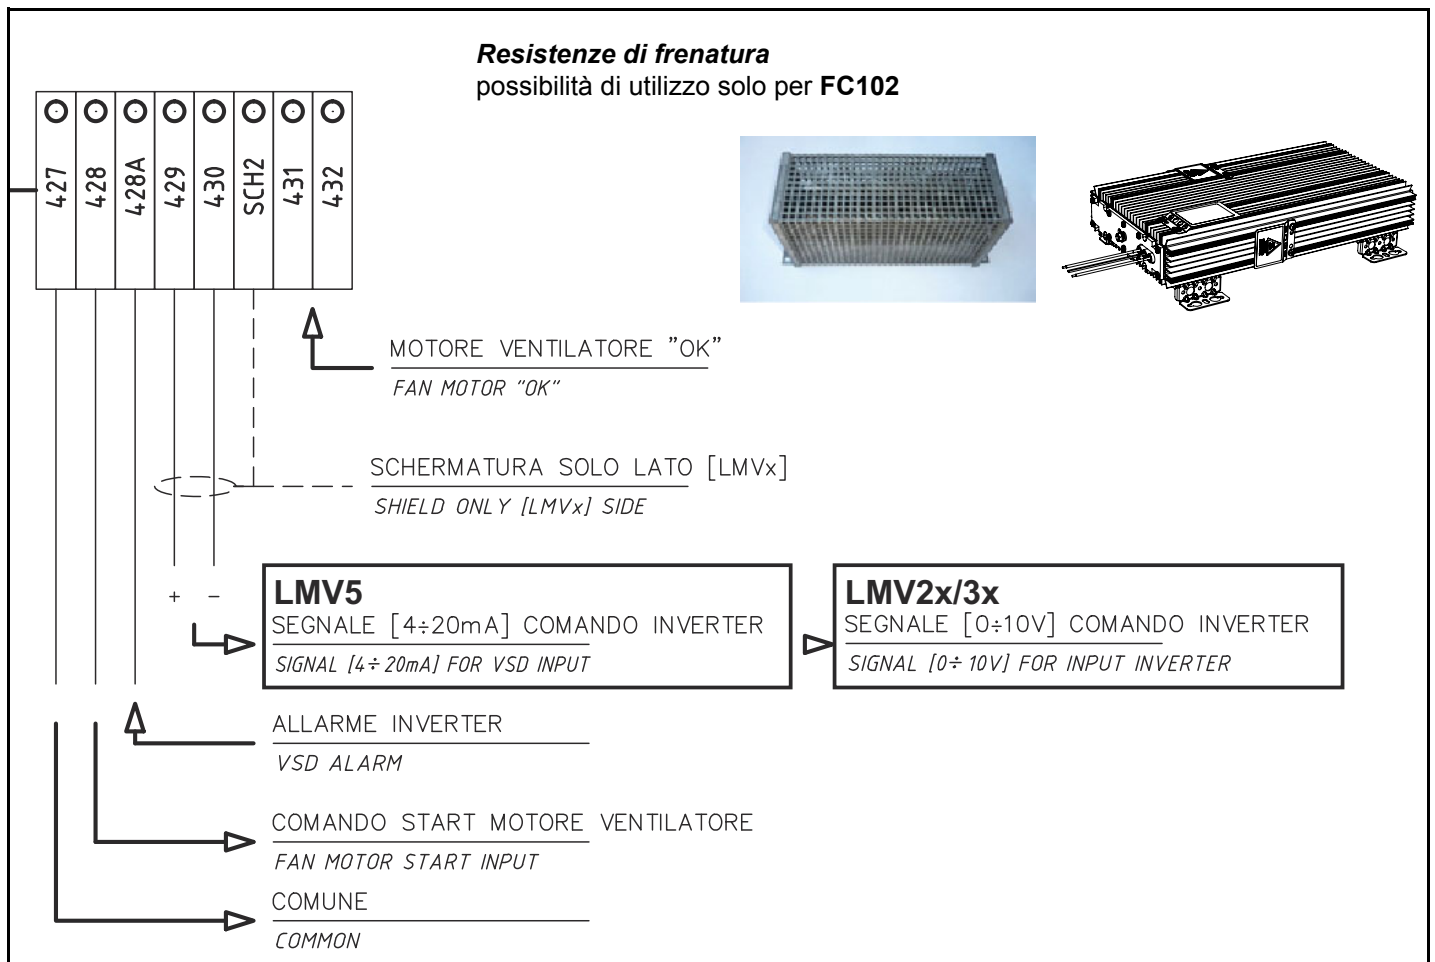 Resistenze di frenatura
possibilità di utilizzo solo per FC102
427
428
428A
429
430
SCH2
431
432
MOTORE VENTILATORE ”OK”
FAN MOTOR "OK"
SCHERMATURA SOLO LATO [LMVx]
SHIELD ONLY [LMVx] SIDE
+ −
LMV5
SEGNALE [4÷20mA] COMANDO INVERTER
SIGNAL [4÷20mA] FOR VSD INPUT
LMV2x/3x
SEGNALE [0÷10V] COMANDO INVERTER
SIGNAL [0÷10V] FOR INPUT INVERTER
ALLARME INVERTER
VSD ALARM
COMANDO START MOTORE VENTILATORE
FAN MOTOR START INPUT
COMUNE
COMMON